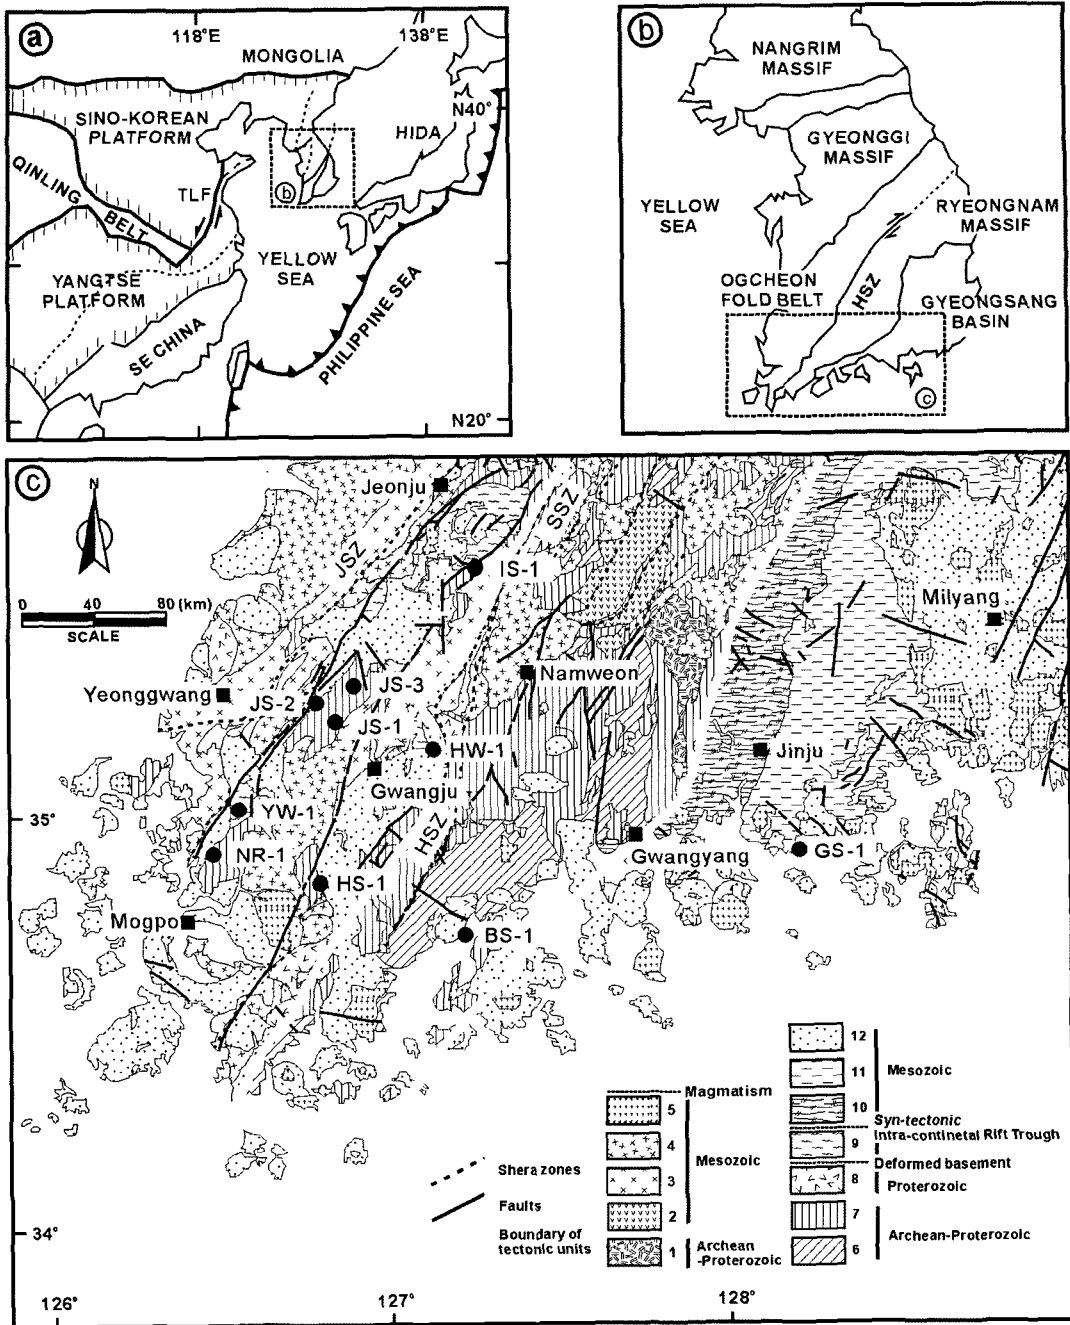 a
118°E
138°E
MONGOLIA
N40°
SINO-KOREAN
PLATFORM
HIDA
QINLING BELT
TLF
b
YELLOW
SEA
YANGTSE
PLATFORM
SE CHINA
PHILIPPINE SEA
N20°
b
NANGRIM
MASSIF
GYEONGGI
MASSIF
YELLOW
SEA
RYEONGNAM
MASSIF
OGCHEON
FOLD BELT
HSZ
GYEONGSANG
BASIN
c
c
N
0 40 80 (km)
SCALE
Jeonju
JSZ
SSZ
IS-1
Milyang
Yeonggwang
JS-2
JS-3
JS-1
Namweon
HW-1
Gwangju
Jinju
YW-1
HSZ
35°
NR-1
Gwangyang
GS-1
HS-1
Mogpo
BS-1
34°
126°
127°
128°
Shera zones
Faults
Boundary of
tectonic units
Magmatism
5
4
3
2
Mesozoic
1
Archean
-Proterozoic
12
11
10
Mesozoic
Syn-tectonic
Intra-continetal Rift Trough
9
Deformed basement
8
Proterozoic
7
6
Archean-Proterozoic